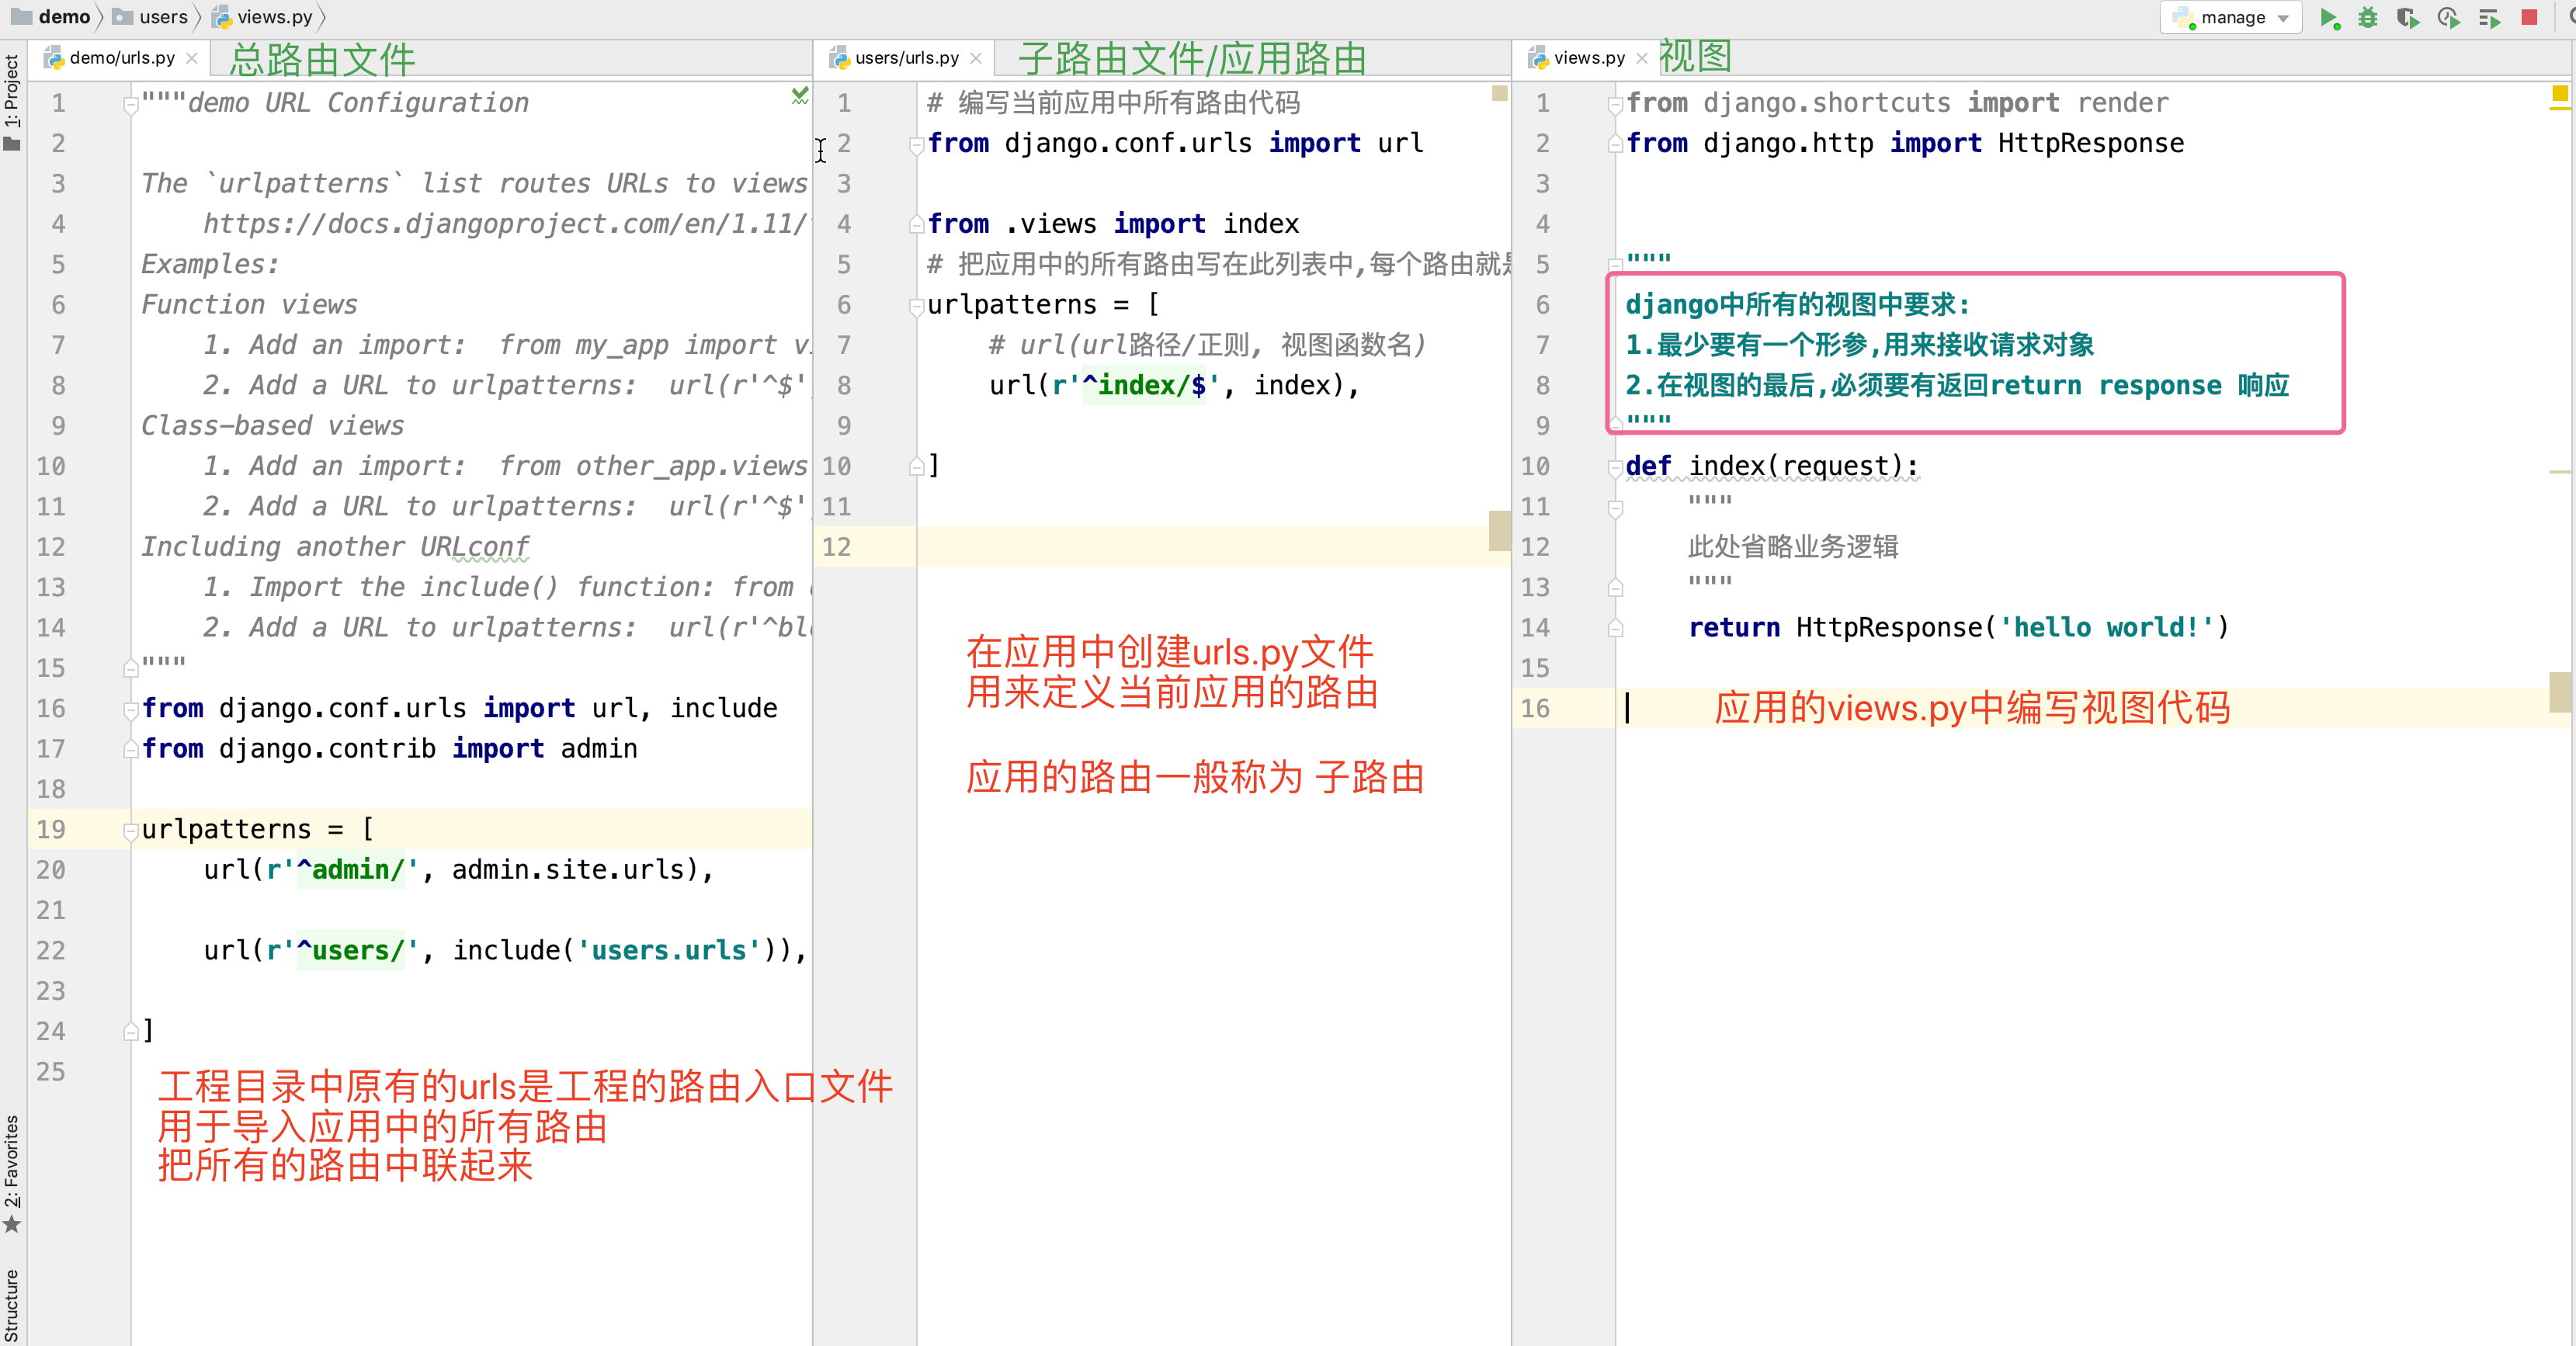 demo
users
views.py
manage
1: Project
2: Favorites
Structure
demo/urls.py
总路由文件
1 """demo URL Configuration
2
3 The `urlpatterns` list routes URLs to views
4     https://docs.djangoproject.com/en/1.11/
5 Examples:
6 Function views
7     1. Add an import:  from my_app import
8     2. Add a URL to urlpatterns:  url(r'^$'
9 Class-based views
10     1. Add an import:  from other_app.views
11     2. Add a URL to urlpatterns:  url(r'^$'
12 Including another URLconf
13     1. Import the include() function: from
14     2. Add a URL to urlpatterns:  url(r'^
15 """
16 from django.conf.urls import url, include
17 from django.contrib import admin
18
19 urlpatterns = [
20     url(r'^admin/', admin.site.urls),
21
22     url(r'^users/', include('users.urls')),
23
24 ]
25
工程目录中原有的urls是工程的路由入口文件
用于导入应用中的所有路由
把所有的路由中联起来
users/urls.py
子路由文件/应用路由
1 # 编写当前应用中所有路由代码
2 from django.conf.urls import url
3
4 from .views import index
5 # 把应用中的所有路由写在此列表中,每个路由就是
6 urlpatterns = [
7     # url(url路径/正则, 视图函数名)
8     url(r'^index/$', index),
9
10 ]
11
12
在应用中创建urls.py文件
用来定义当前应用的路由
应用的路由一般称为 子路由
views.py
视图
1 from django.shortcuts import render
2 from django.http import HttpResponse
3
4
5 """
6 django中所有的视图中要求:
7 1.最少要有一个形参,用来接收请求对象
8 2.在视图的最后,必须要有返回return response 响应
9 """
10 def index(request):
11     """
12     此处省略业务逻辑
13     """
14     return HttpResponse('hello world!')
15
16
应用的views.py中编写视图代码